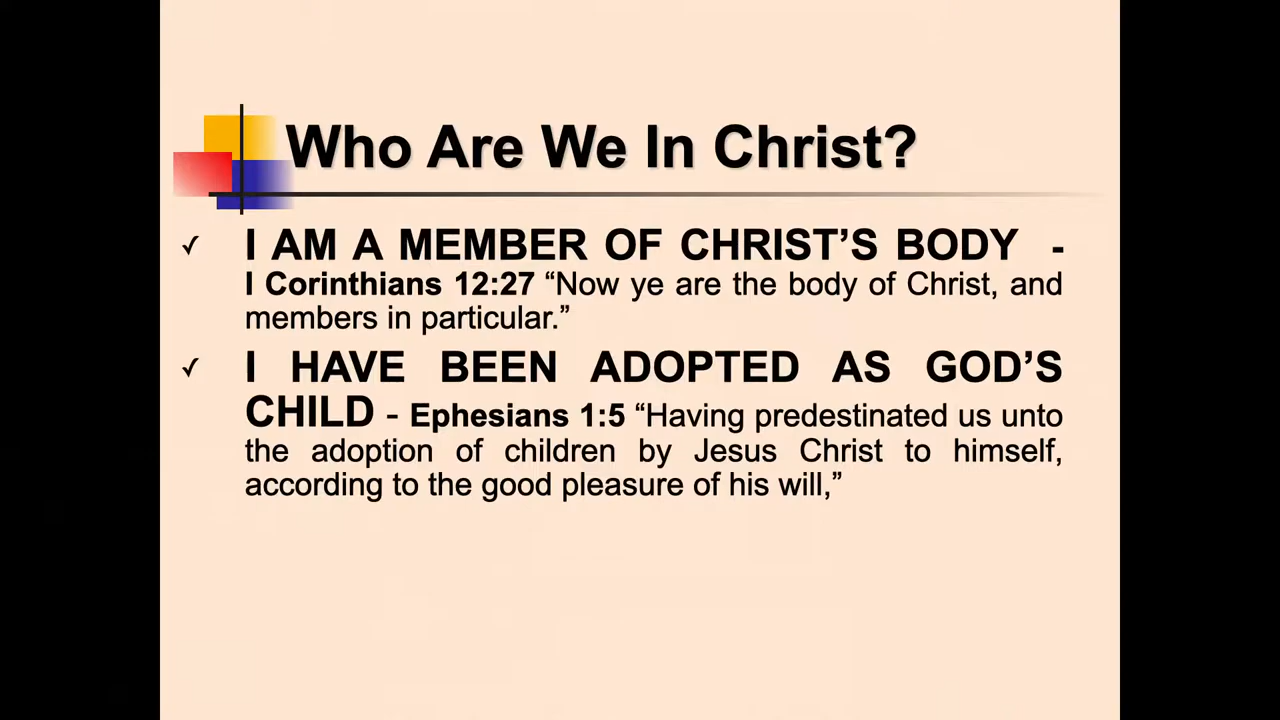 Who Are We In Christ?
✓ I AM A MEMBER OF CHRIST’S BODY -
I Corinthians 12:27 “Now ye are the body of Christ, and
members in particular.”
✓ I HAVE BEEN ADOPTED AS GOD’S
CHILD - Ephesians 1:5 “Having predestinated us unto
the adoption of children by Jesus Christ to himself,
according to the good pleasure of his will,”